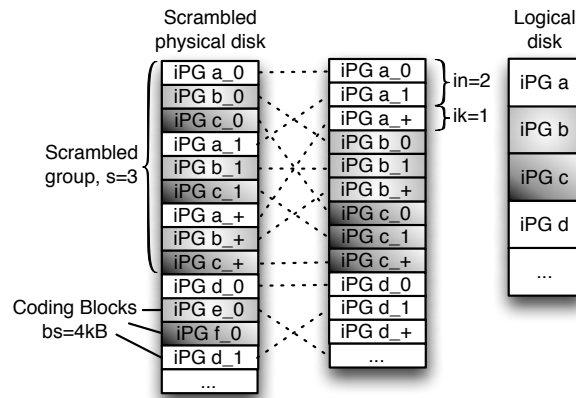 Scrambled
physical disk
iPG a_0
iPG b_0
iPG c_0
iPG a_1
iPG b_1
iPG c_1
iPG a_+
iPG b_+
iPG c_+
iPG d_0
iPG e_0
iPG f_0
iPG d_1
...
Scrambled
group, s=3
Coding Blocks
bs=4kB
iPG a_0
iPG a_1
iPG a_+
iPG b_0
iPG b_1
iPG b_+
iPG c_0
iPG c_1
iPG c_+
iPG d_0
iPG d_1
iPG d_+
...
in=2
ik=1
Logical
disk
iPG a
iPG b
iPG c
iPG d
...